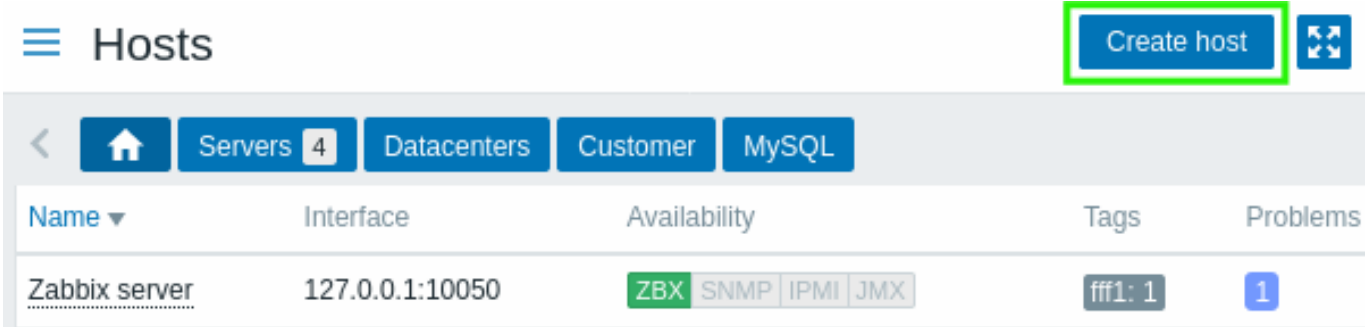 Hosts Create host
Servers 4 Datacenters Customer MySQL
Name Interface Availability Tags Problems
Zabbix server 127.0.0.1:10050 ZBX SNMP IPMI JMX fff1: 1 1